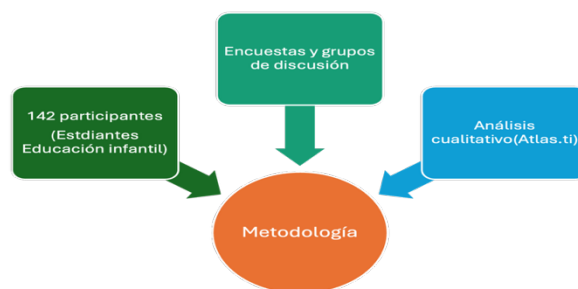 Encuestas y grupos
de discusión
142 participantes
(Estdiantes
Educación infantil)
Análisis
cualitativo(Atlas.ti)
Metodología